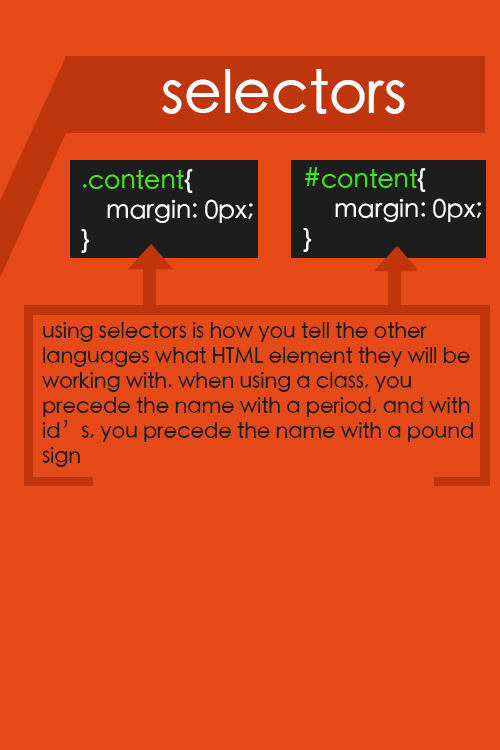 selectors
.content{
margin: 0px;
}
#content{
margin: 0px;
}
using selectors is how you tell the other
languages what HTML element they will be
working with. when using a class, you
precede the name with a period, and with
id’s, you precede the name with a pound
sign